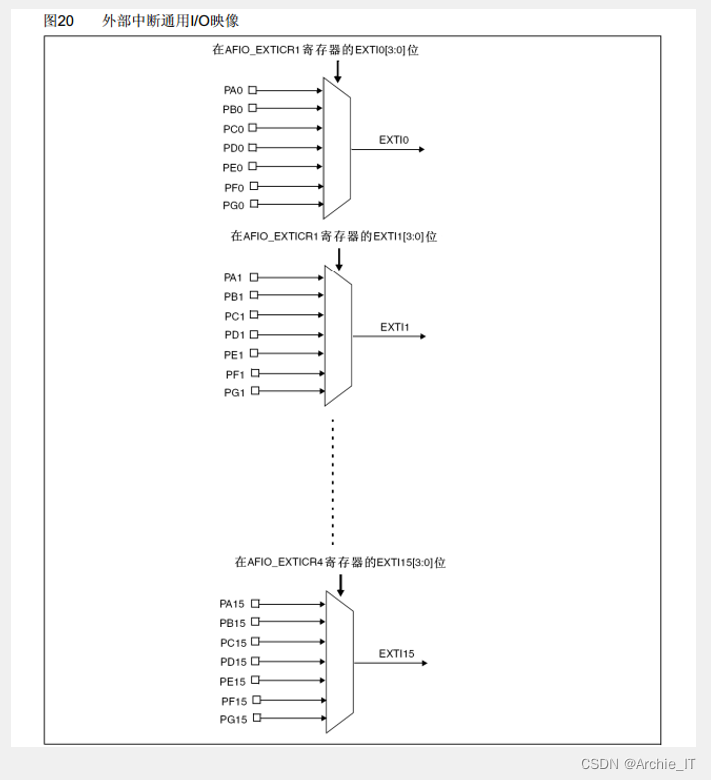 图20 外部中断通用I/O映像
在AFIO_EXTICR1寄存器的EXTI0[3:0]位
PA0
PB0
PC0
PD0
PE0
PF0
PG0
EXTI0
在AFIO_EXTICR1寄存器的EXTI1[3:0]位
PA1
PB1
PC1
PD1
PE1
PF1
PG1
EXTI1
在AFIO_EXTICR4寄存器的EXTI15[3:0]位
PA15
PB15
PC15
PD15
PE15
PF15
PG15
EXTI15
CSDN @Archie_IT